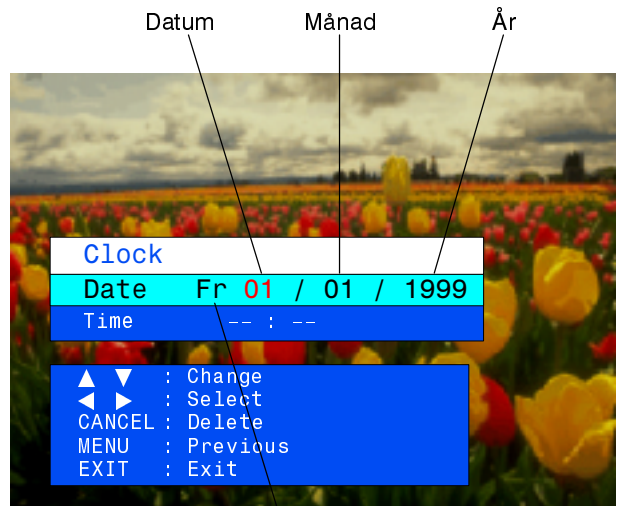 Datum Månad År
Clock
Date Fr 01 / 01 / 1999
Time -- : --
▲ ▼ : Change
◀ ▶ : Select
CANCEL : Delete
MENU : Previous
EXIT : Exit